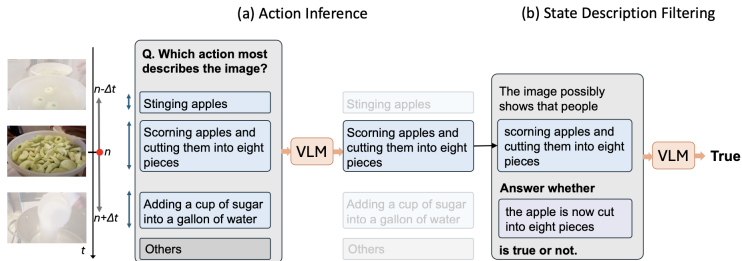 (a) Action Inference
(b) State Description Filtering
n-Δt
n
n+Δt
t
Q. Which action most
describes the image?
Stinging apples
Scorning apples and
cutting them into eight
pieces
Adding a cup of sugar
into a gallon of water
Others
VLM
Stinging apples
Scorning apples and
cutting them into eight
pieces
Adding a cup of sugar
into a gallon of water
Others
The image possibly
shows that people
scorning apples and
cutting them into eight
pieces
Answer whether
the apple is now cut
into eight pieces
is true or not.
VLM
True